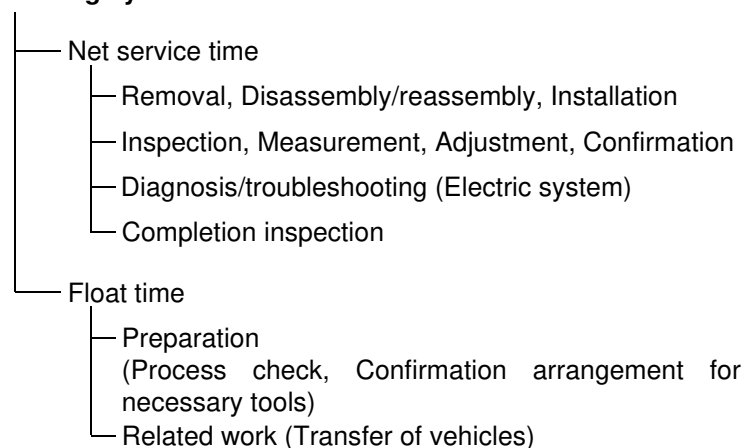 Net service time
Removal, Disassembly/reassembly, Installation
Inspection, Measurement, Adjustment, Confirmation
Diagnosis/troubleshooting (Electric system)
Completion inspection
Float time
Preparation
(Process check, Confirmation arrangement for
necessary tools)
Related work (Transfer of vehicles)